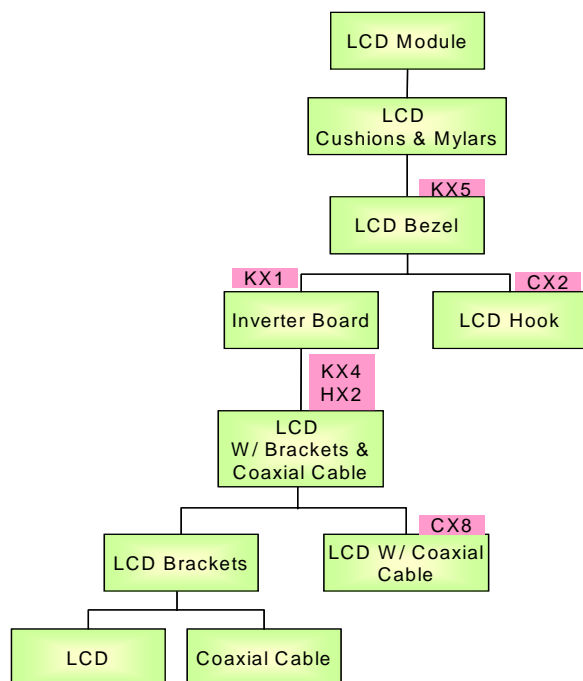 LCD Module
LCD
Cushions & Mylars
KX5
LCD Bezel
KX1
CX2
Inverter Board
LCD Hook
KX4
HX2
LCD
W/ Brackets &
Coaxial Cable
CX8
LCD Brackets
LCD W/ Coaxial
Cable
LCD
Coaxial Cable